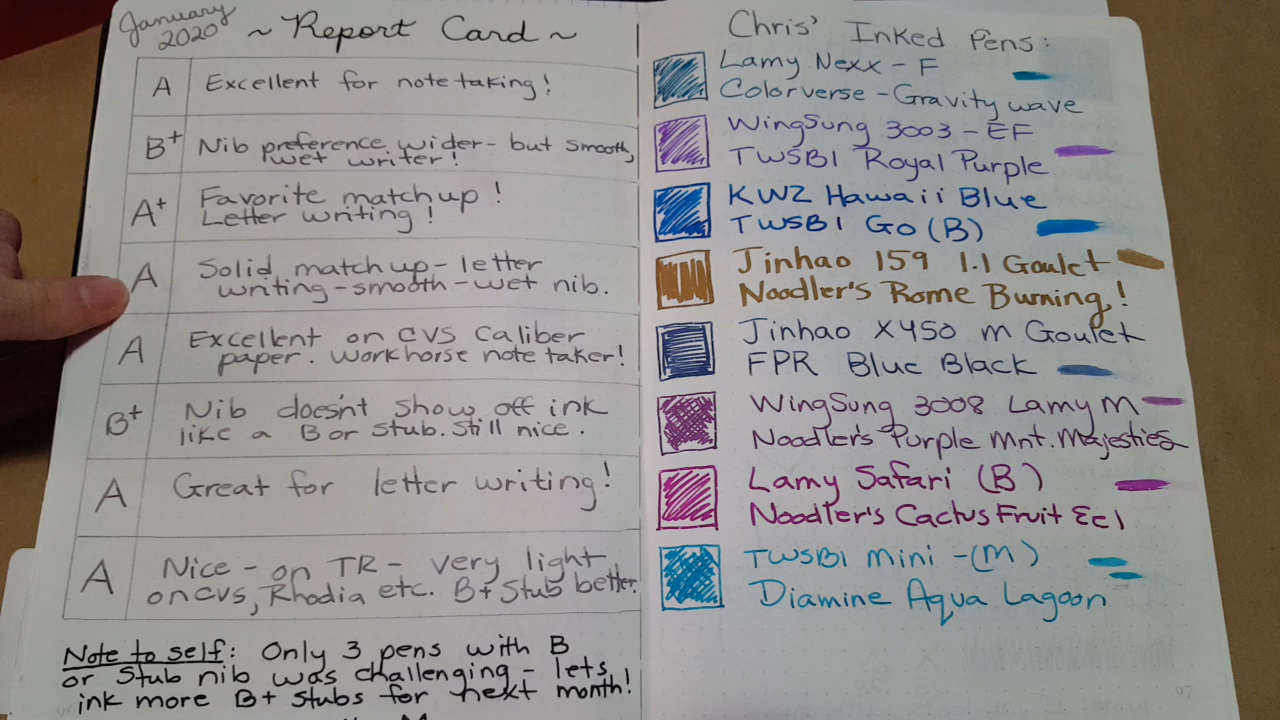 January
2020
~ Report Card ~
A
Excellent for note taking!
B+
Nib preference wider - but smooth,
wet writer!
A+
Favorite match up!
Letter writing!
A
Solid match up - letter
writing - smooth - wet nib.
A
Excellent on CVS Caliber
paper. Workhorse note taker!
B+
Nib doesn't show off ink
like a B or Stub. Still nice.
A
Great for letter writing!
A
Nice - on TR - very light
on CVS, Rhodia etc. B + Stub better.
Note to self: Only 3 pens with B
or Stub nib was challenging - lets
ink more B + Stubs for next month!
Chris' Inked Pens:
Lamy Nexx - F
Colorverse - Gravity wave
WingSung 3003 - EF
TWSBI Royal Purple
KWZ Hawaii Blue
TWSBI Go (B)
Jinhao 159 1.1 Goulet
Noodler's Rome Burning!
Jinhao X450 m Goulet
FPR Blue Black
WingSung 3008 Lamy M
Noodler's Purple Mnt. Majesties
Lamy Safari (B)
Noodler's Cactus Fruit Eel
TWSBI mini - (M)
Diamine Aqua Lagoon
97